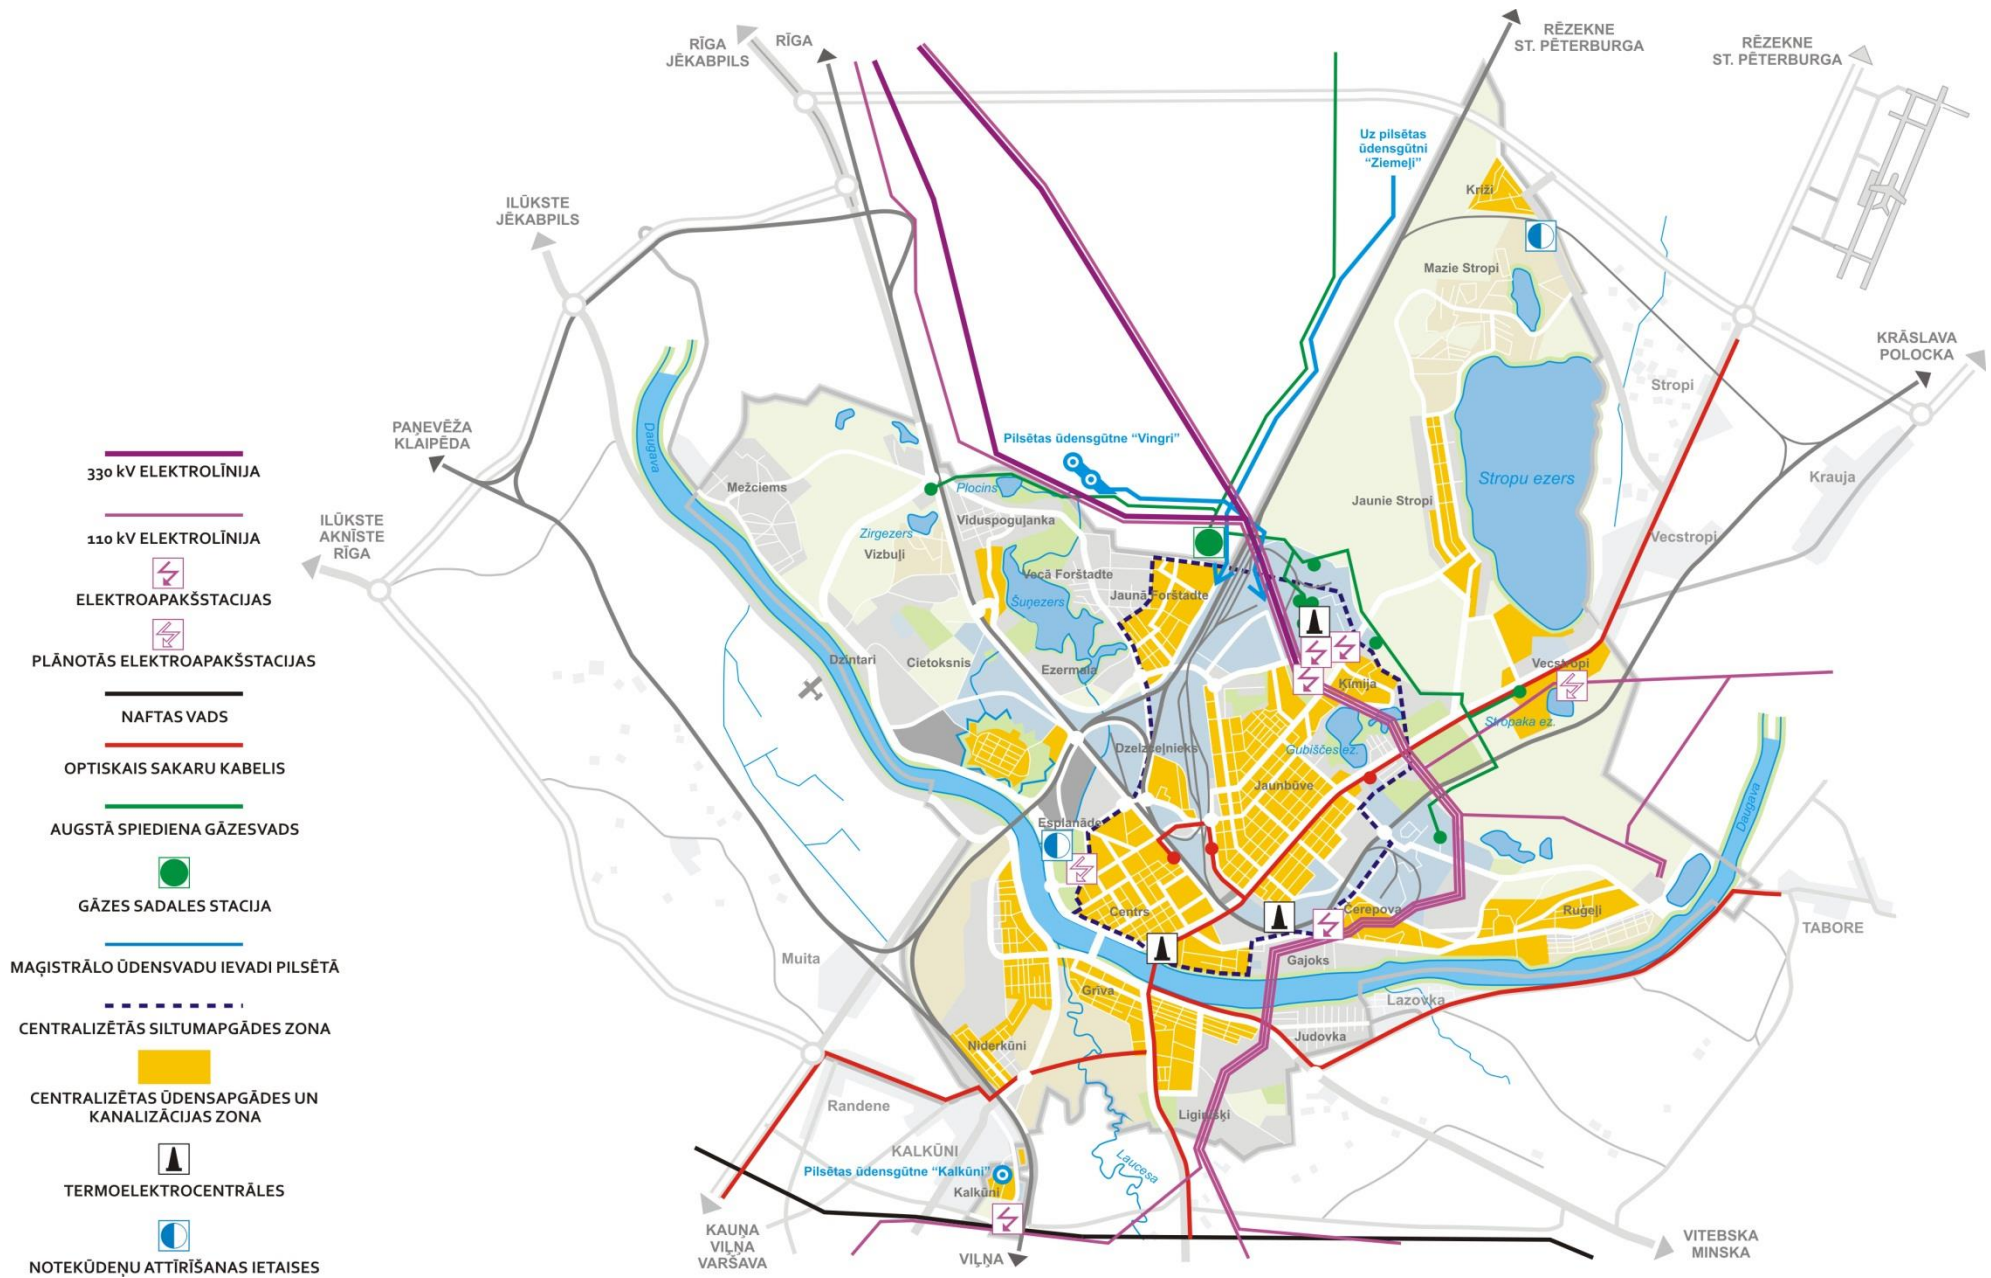 RĪGA
JĒKABPILS
RĪGA
RĒZEKNE
ST. PĒTERBURGA
RĒZEKNE
ST. PĒTERBURGA
Uz pilsētas
ūdensgūtni
“Ziemeļi”
Križi
ILŪKSTE
JĒKABPILS
Mazie Stropi
KRĀSLAVA
POLOCKA
Stropi
PAŅEVĒŽA
KLAIPĒDA
Daugava
Pilsētas ūdensgūtne “Vingri”
330 kV ELEKTROLĪNIJA
Mežciems
Plocins
Stropu ezers
Krauja
Jaunie Stropi
110 kV ELEKTROLĪNIJA
ILŪKSTE
AKNĪSTE
RĪGA
Viduspoguļanka
Zirgezers
Vizbuļi
Vecstropi
Vecā Forštadte
Jaunā Forštadte
Šuņezers
ELEKTROAPAKŠSTACIJAS
PLĀNOTĀS ELEKTROAPAKŠSTACIJAS
Dzintari
Cietoksnis
Ezermala
Vecstropi
Ķīmija
NAFTAS VADS
Stropaka ez.
Dzelzceļnieks
Gubiščes ez.
OPTISKAIS SAKARU KABELIS
Jaunbūve
Daugava
AUGSTĀ SPIEDIENA GĀZESVADS
Esplanāde
GĀZES SADALES STACIJA
Centrs
Čerepova
Ruģeļi
TABORE
MAĢISTRĀLO ŪDENSVADU IEVADI PILSĒTĀ
Muita
Gajoks
Grīva
Lazovka
CENTRALIZĒTĀS SILTUMAPGĀDES ZONA
Niderkūni
Judovka
CENTRALIZĒTAS ŪDENSAPGĀDES UN
KANALIZĀCIJAS ZONA
Randene
Liginišķi
KALKŪNI
Pilsētas ūdensgūtne “Kalkūni”
Laucesa
Kalkūni
TERMOELEKTROCENTRĀLES
KAUŅA
VIĻŅA
VARŠAVA
VIĻŅA
VITEBSKA
MINSKA
NOTEKŪDEŅU ATTĪRĪŠANAS IETAISES